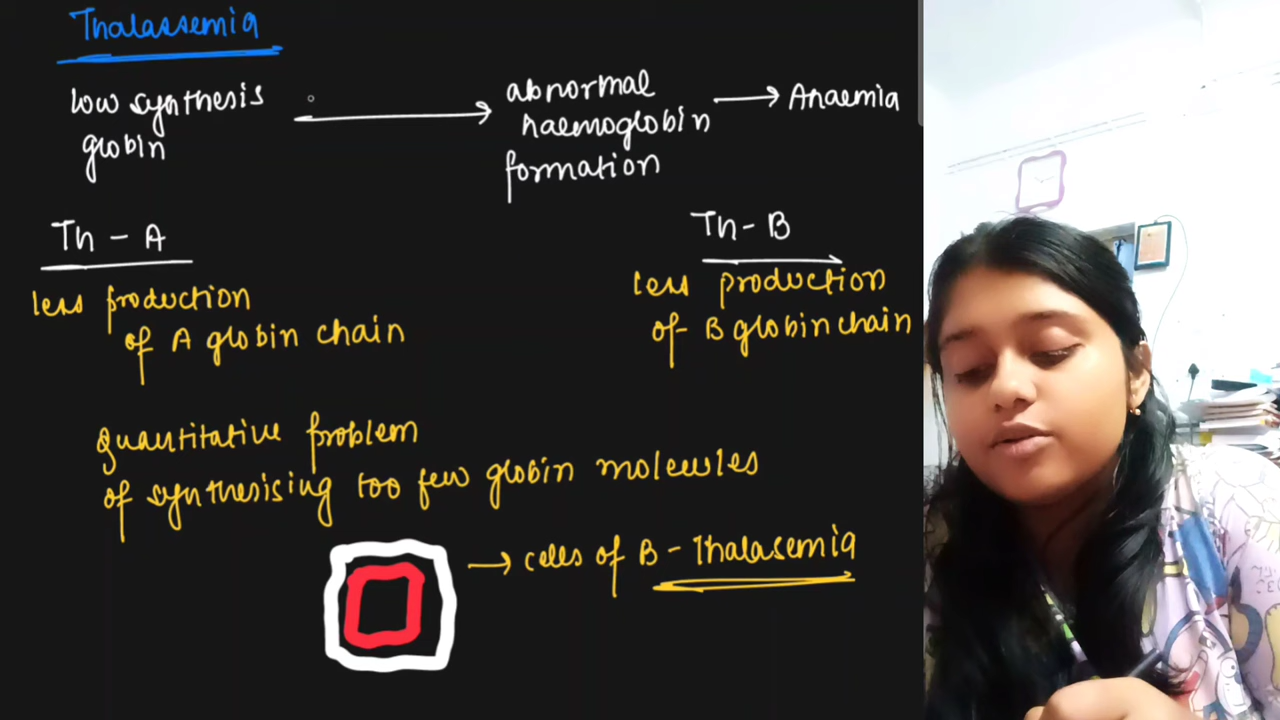 Thalassemia
low synthesis
globin
abnormal
haemoglobin
formation
Anaemia
Th - A
less production
of A globin chain
Th - B
less production
of B globin chain
quantitative problem
of synthesising too few globin molecules
cells of B - Thalasemia